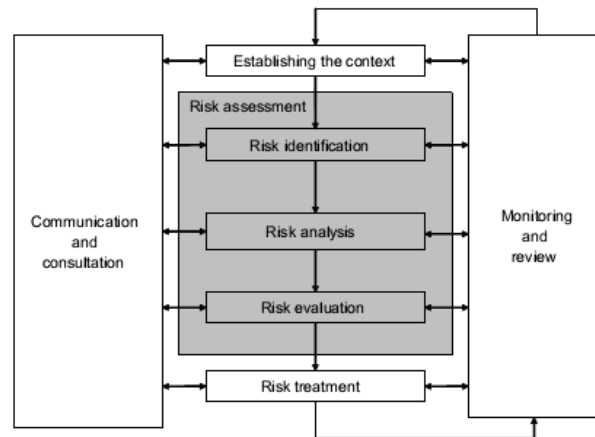 Establishing the context
Risk assessment
Risk identification
Communication
and
consultation
Risk analysis
Monitoring
and
review
Risk evaluation
Risk treatment